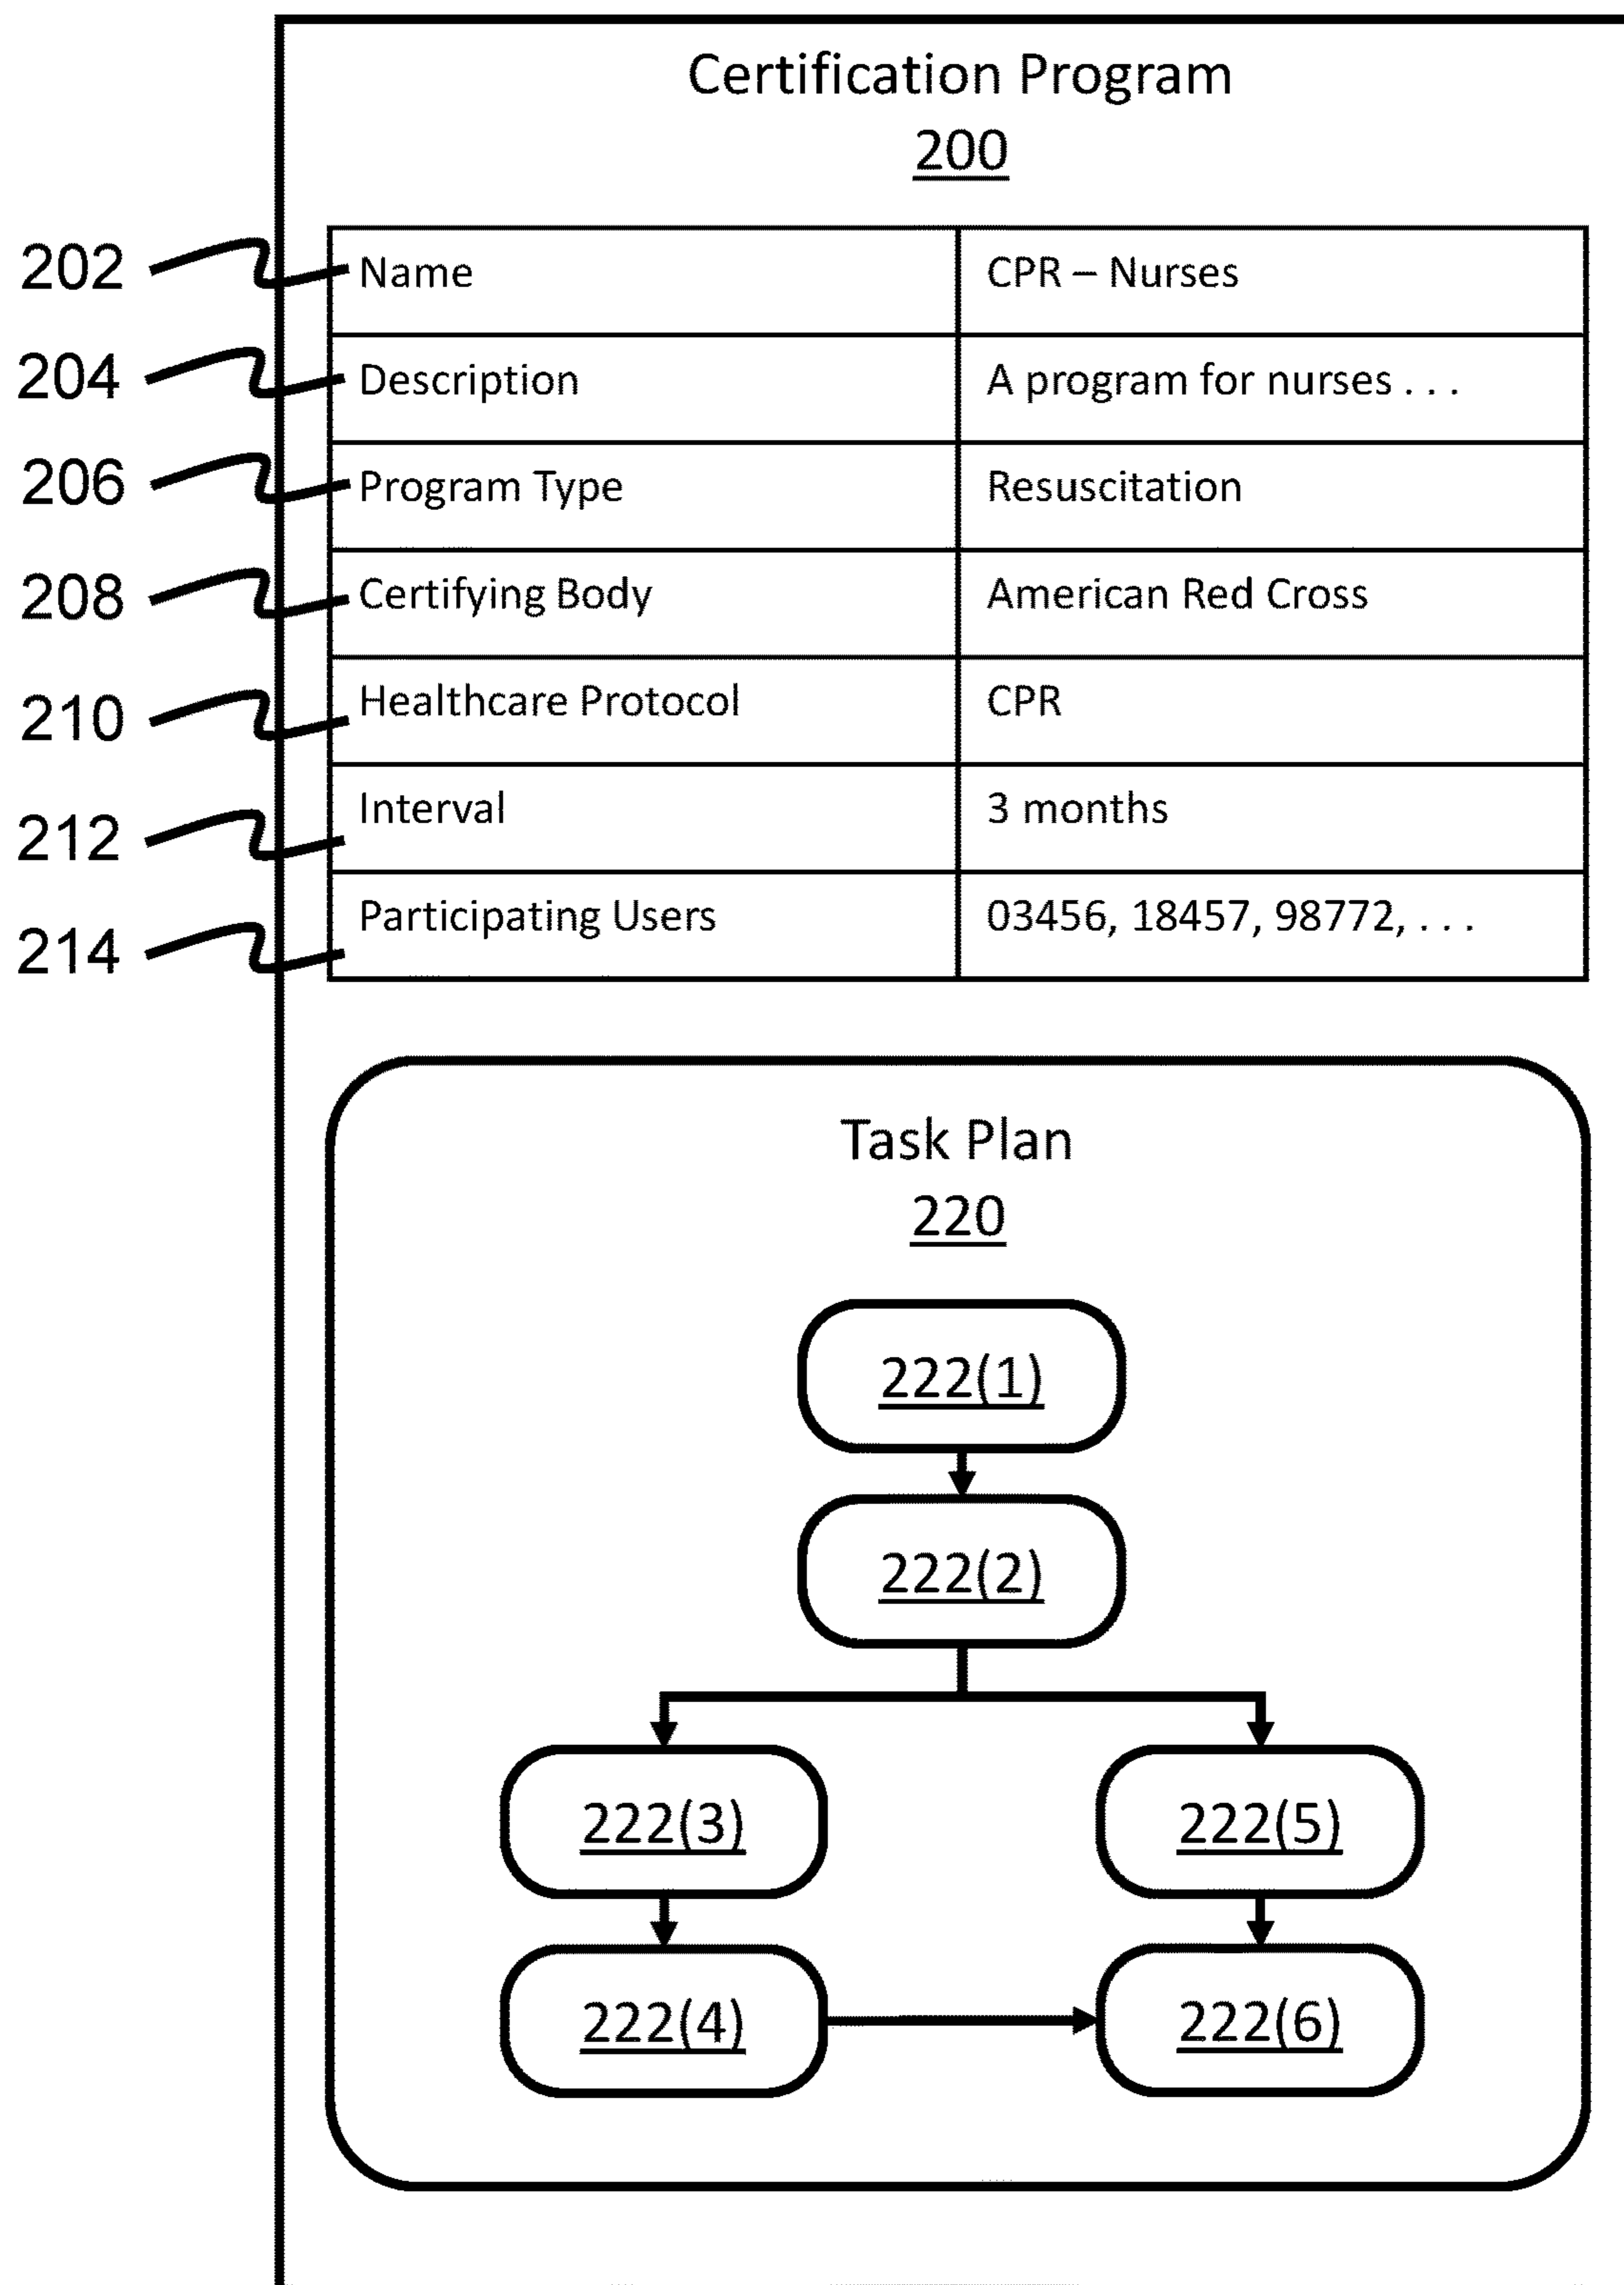 Certification Program
200
202 Name CPR – Nurses
204 Description A program for nurses . . .
206 Program Type Resuscitation
208 Certifying Body American Red Cross
210 Healthcare Protocol CPR
212 Interval 3 months
214 Participating Users 03456, 18457, 98772, . . .
Task Plan
220
222(1)
222(2)
222(3) 222(5)
222(4) 222(6)